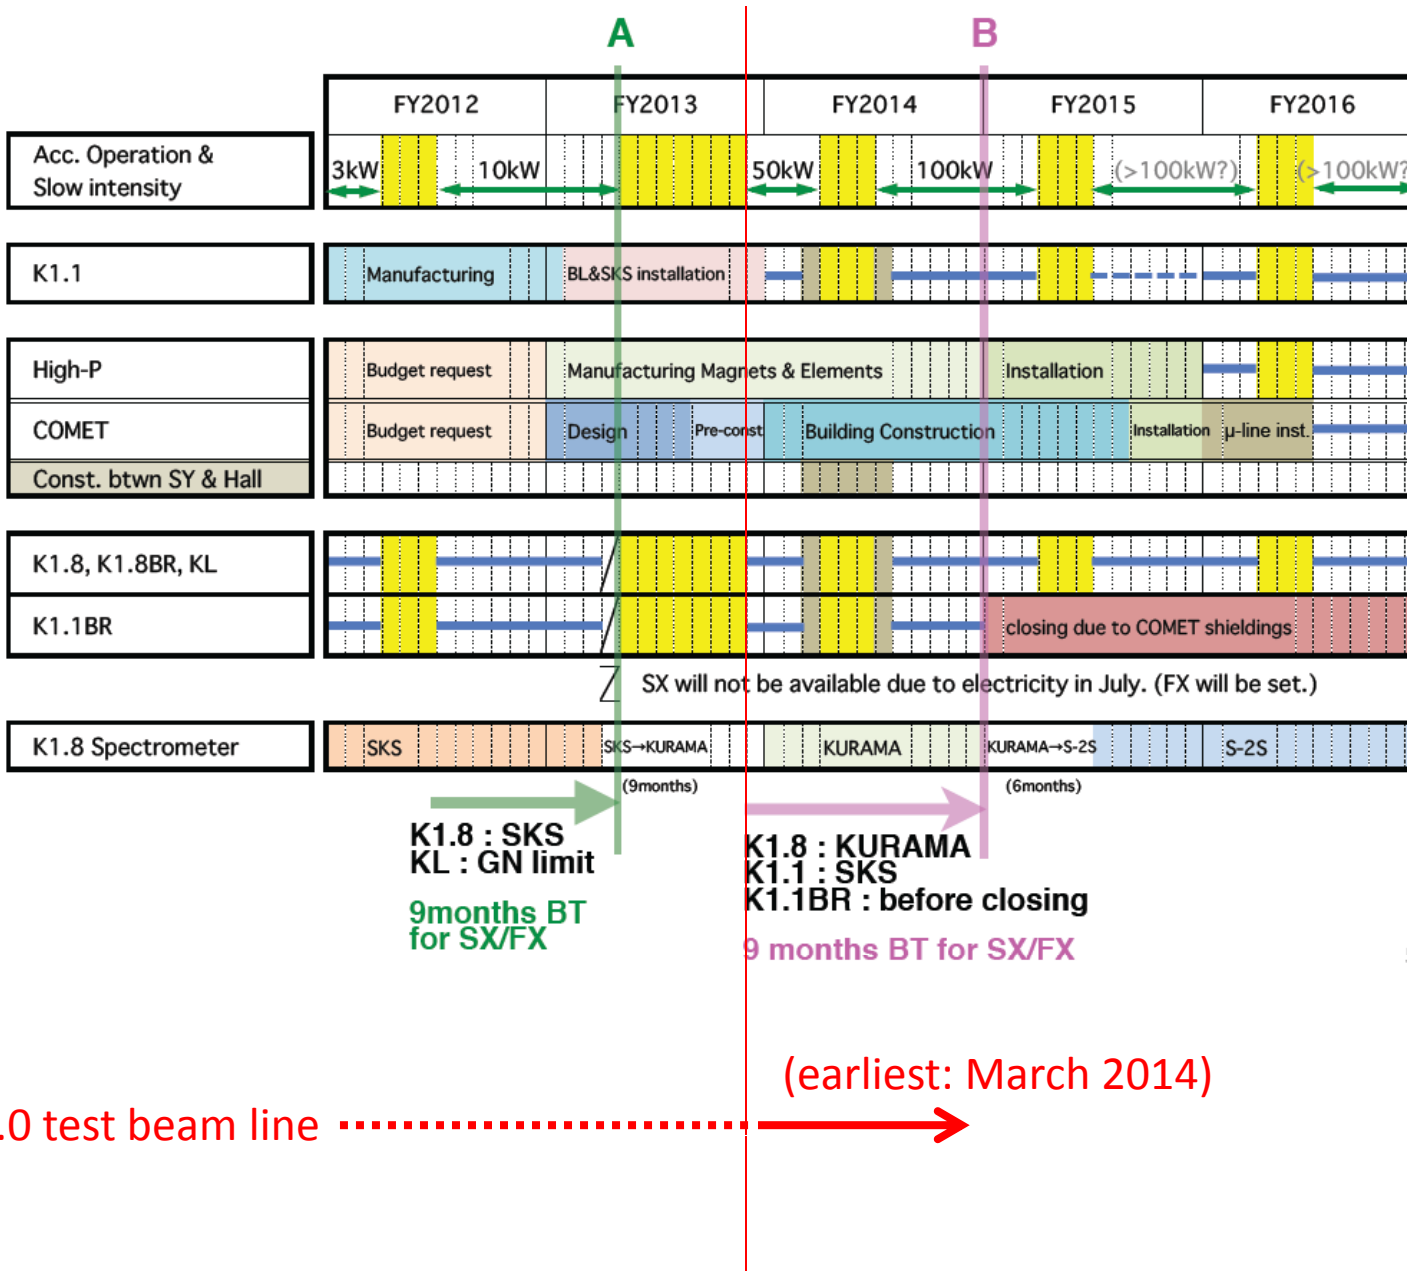 A B
FY2012 FY2013 FY2014 FY2015 FY2016
Acc. Operation &
Slow intensity
3kW 10kW 50kW 100kW (>100kW?) (>100kW?
K1.1
Manufacturing BL&SKS installation
High-P
Budget request Manufacturing Magnets & Elements Installation
COMET
Budget request Design Pre-const Building Construction Installation μ-line inst.
Const. btwn SY & Hall
K1.8, K1.8BR, KL
K1.1BR
closing due to COMET shieldings
SX will not be available due to electricity in July. (FX will be set.)
K1.8 Spectrometer
SKS SKS→KURAMA KURAMA KURAMA→S-2S S-2S
(9months) (6months)
K1.8 : SKS
KL : GN limit
9months BT
for SX/FX
K1.8 : KURAMA
K1.1 : SKS
K1.1BR : before closing
9 months BT for SX/FX
(earliest: March 2014)
.0 test beam line